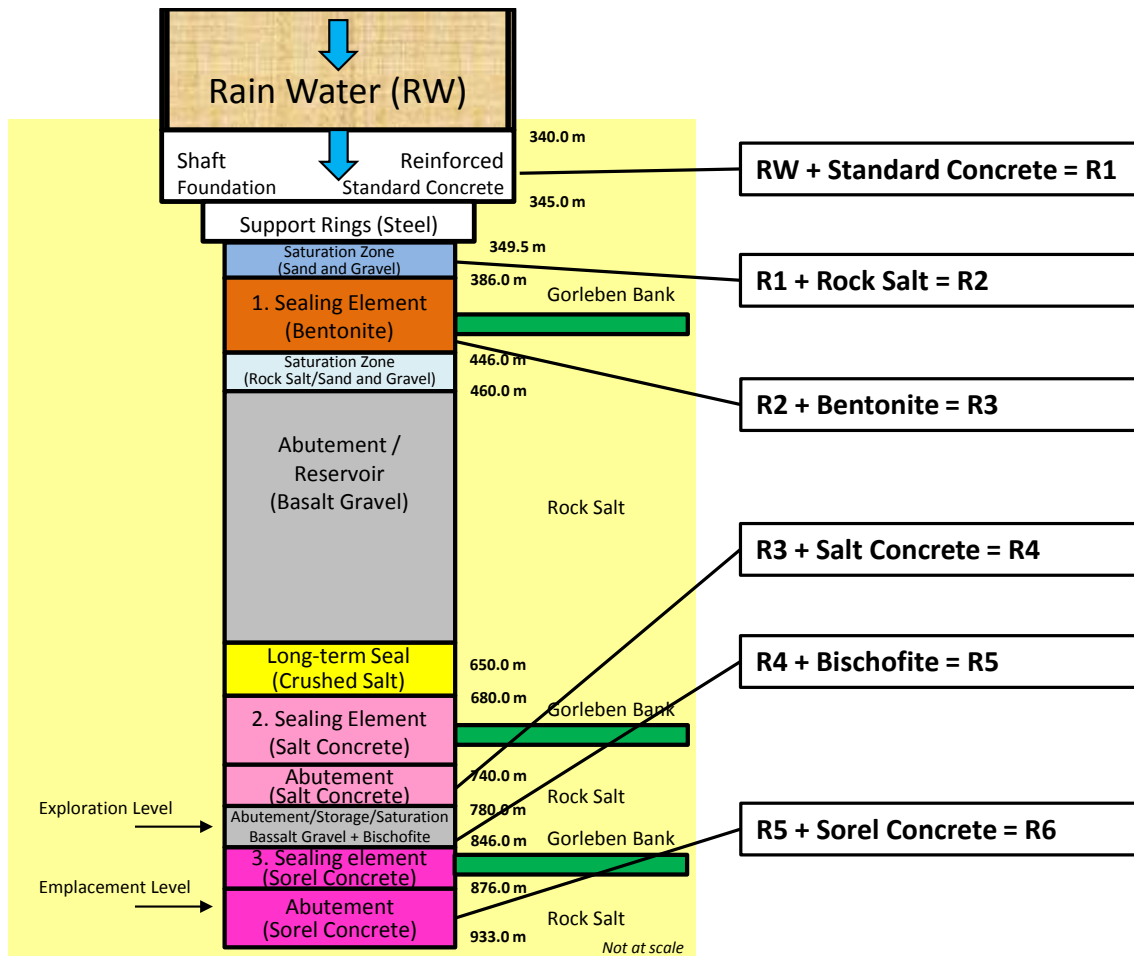 Rain Water (RW)
340.0 m
Shaft Reinforced
Foundation Standard Concrete
RW + Standard Concrete = R1
345.0 m
Support Rings (Steel)
349.5 m
Saturation Zone
(Sand and Gravel)
R1 + Rock Salt = R2
386.0 m
Gorleben Bank
1. Sealing Element
(Bentonite)
446.0 m
Saturation Zone
(Rock Salt/Sand and Gravel)
460.0 m
R2 + Bentonite = R3
Abutement /
Reservoir
(Basalt Gravel)
Rock Salt
R3 + Salt Concrete = R4
Long-term Seal
(Crushed Salt)
650.0 m
R4 + Bischofite = R5
680.0 m
Gorleben Bank
2. Sealing Element
(Salt Concrete)
740.0 m
Abutement
(Salt Concrete)
Rock Salt
780.0 m
Exploration Level
Abutement/Storage/Saturation
Bassalt Gravel + Bischofite
846.0 m
Gorleben Bank
R5 + Sorel Concrete = R6
3. Sealing element
(Sorel Concrete)
876.0 m
Emplacement Level
Abutement
(Sorel Concrete)
Rock Salt
933.0 m
Not at scale